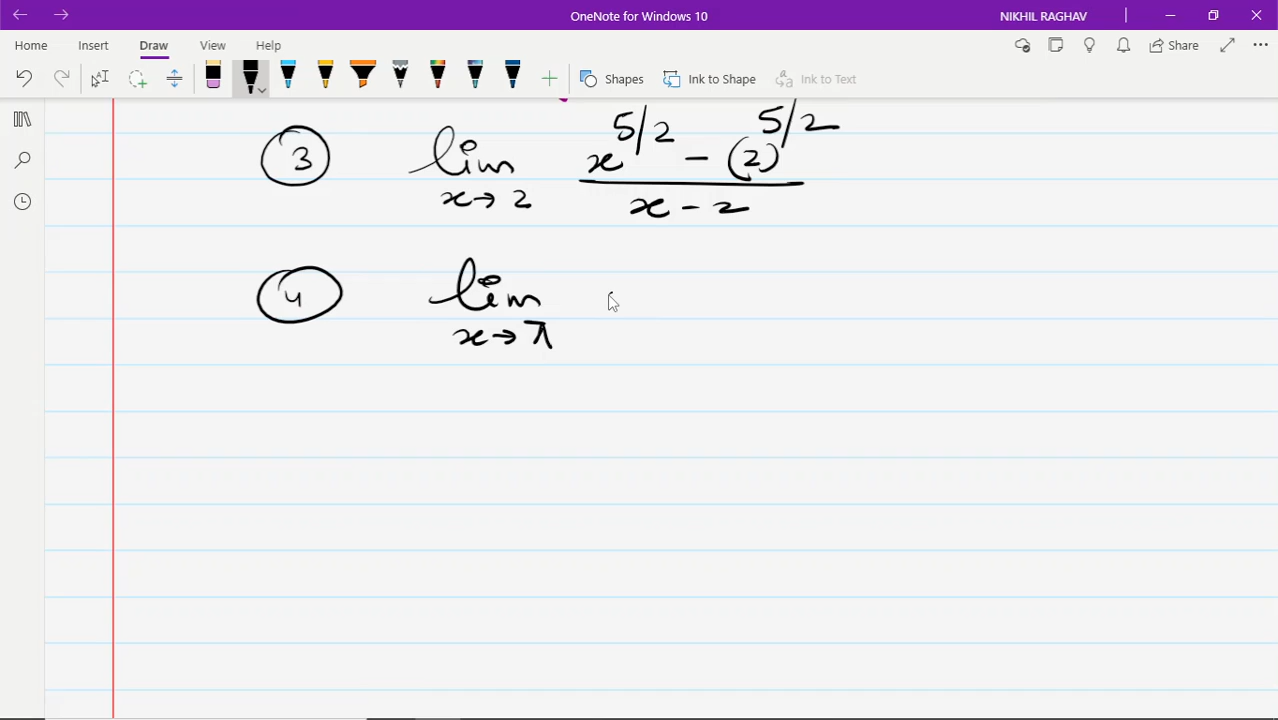 OneNote for Windows 10 NIKHIL RAGHAV
Home Insert Draw View Help Share
Shapes Ink to Shape Ink to Text
③ lim x→2 (x^5/2 - (2)^5/2)/(x - 2)
④ lim x→π